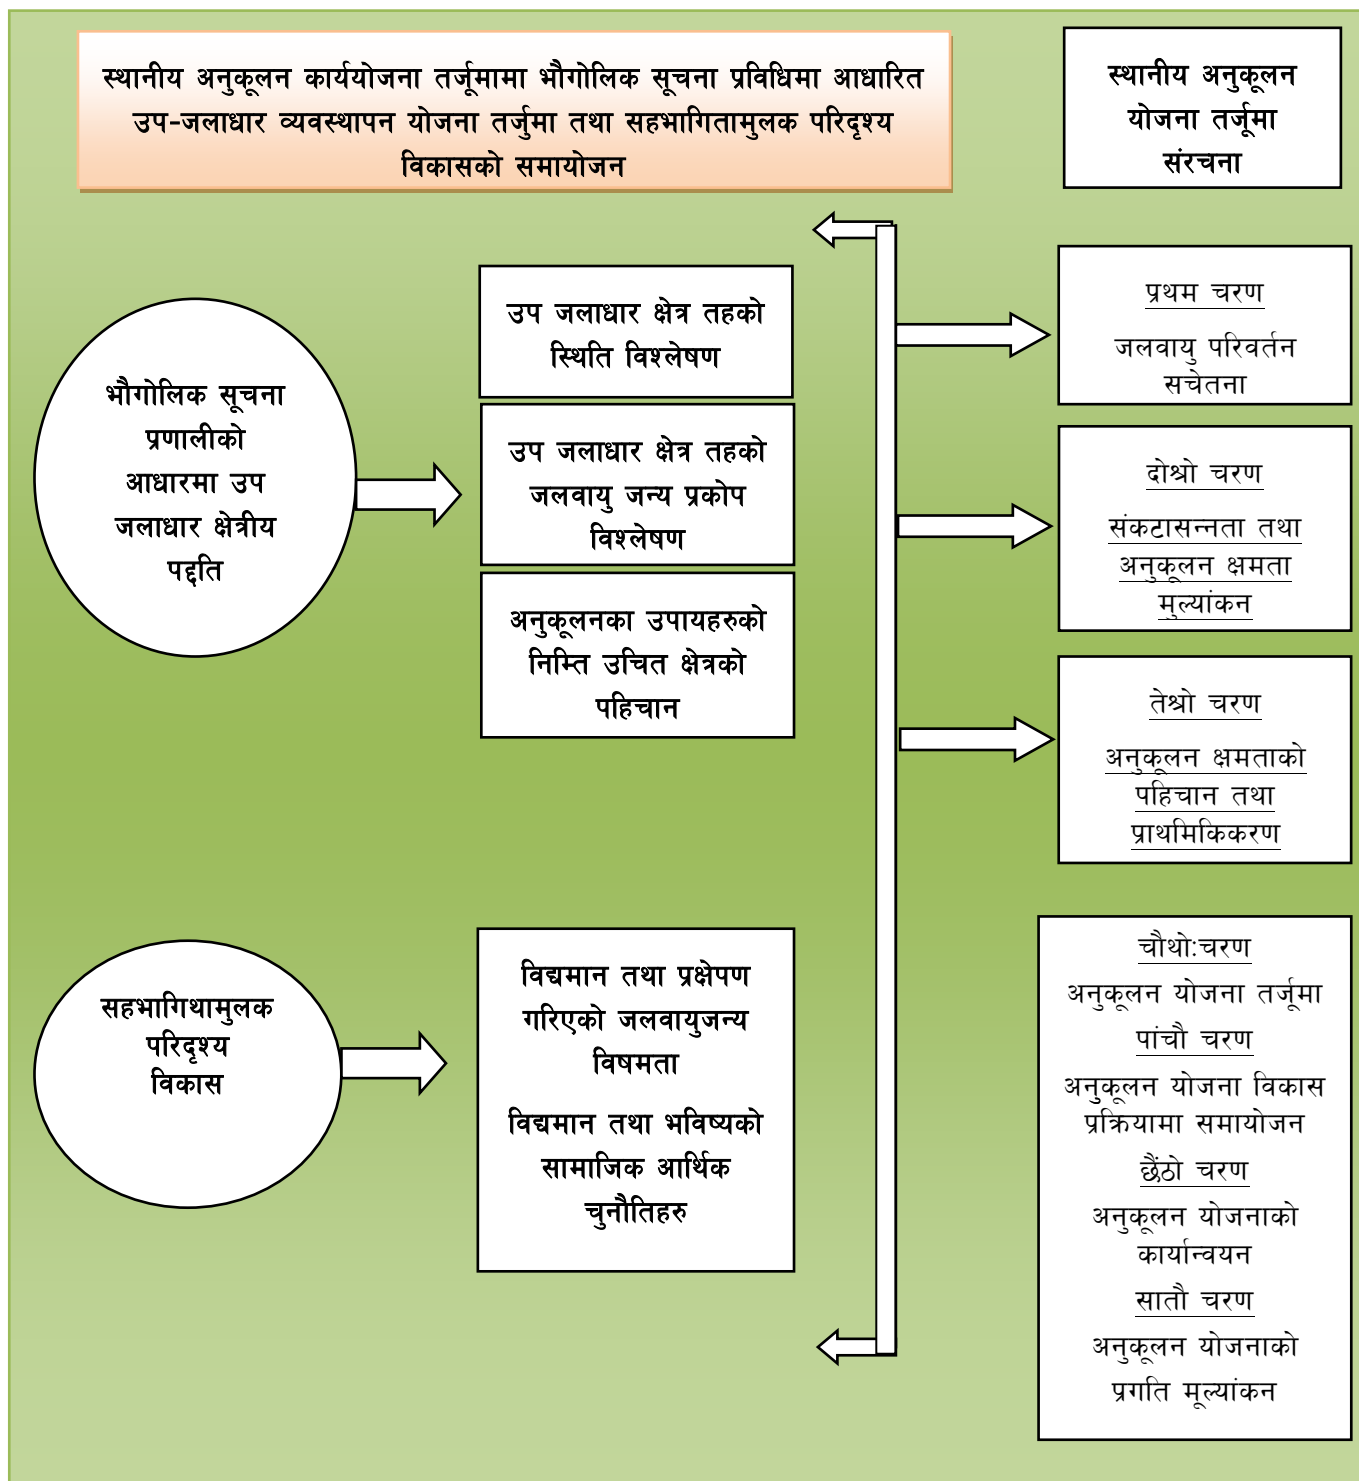 स्थानीय अनुकूलन कार्ययोजना तर्जूमामा भौगोलिक सूचना प्रविधिमा आधारित
उप-जलाधार व्यवस्थापन योजना तर्जुमा तथा सहभागितामुलक परिदृश्य
विकासको समायोजन
स्थानीय अनुकूलन
योजना तर्जूमा
संरचना
भौगोलिक सूचना
प्रणालीको
आधारमा उप
जलाधार क्षेत्रीय
पद्दति
उप जलाधार क्षेत्र तहको
स्थिति विश्लेषण
उप जलाधार क्षेत्र तहको
जलवायु जन्य प्रकोप
विश्लेषण
अनुकूलनका उपायहरुको
निम्ति उचित क्षेत्रको
पहिचान
प्रथम चरण
जलवायु परिवर्तन
सचेतना
दोश्रो चरण
संकटासन्नता तथा
अनुकूलन क्षमता
मुल्यांकन
तेश्रो चरण
अनुकूलन क्षमताको
पहिचान तथा
प्राथमिकिकरण
सहभागिथामुलक
परिदृश्य
विकास
विद्यमान तथा प्रक्षेपण
गरिएको जलवायुजन्य
विषमता
विद्यमान तथा भविष्यको
सामाजिक आर्थिक
चुनौतिहरु
चौथो:चरण
अनुकूलन योजना तर्जूमा
पांचौ चरण
अनुकूलन योजना विकास
प्रक्रियामा समायोजन
छैंठो चरण
अनुकूलन योजनाको
कार्यान्वयन
सातौ चरण
अनुकूलन योजनाको
प्रगति मूल्यांकन